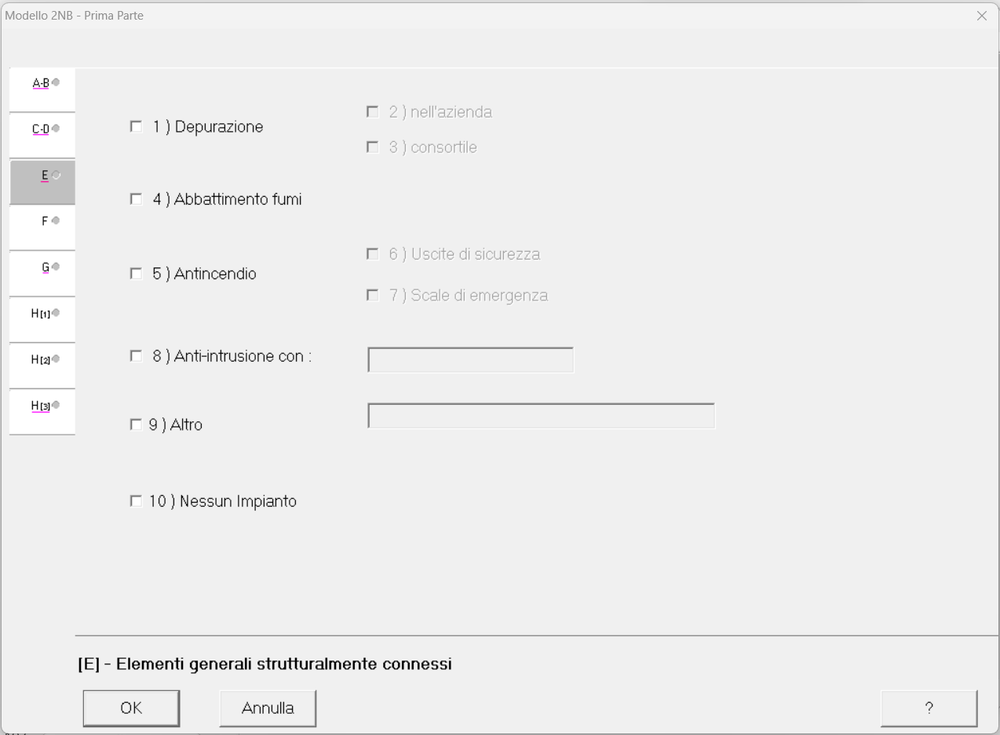 Modello 2NB - Prima Parte
A-B
C-D
E
F
G
H[1]
H[2]
H[3]
1 ) Depurazione
2 ) nell'azienda
3 ) consortile
4 ) Abbattimento fumi
5 ) Antincendio
6 ) Uscite di sicurezza
7 ) Scale di emergenza
8 ) Anti-intrusione con :
9 ) Altro
10 ) Nessun Impianto
[E] - Elementi generali strutturalmente connessi
OK
Annulla
?